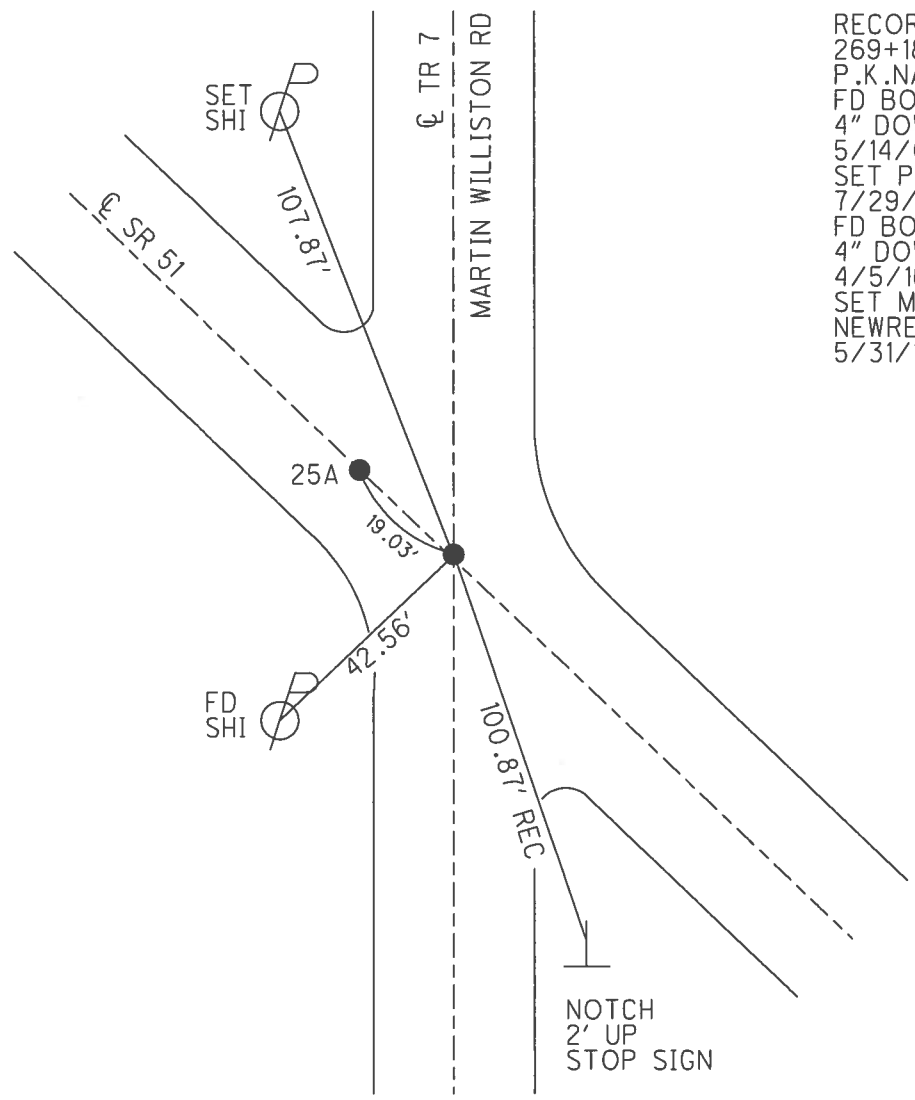 SET
SHI
℄ TR 7
MARTIN WILLISTON RD
107.87'
℄ SR 51
25A
19.03'
42.56'
FD
SHI
100.87' REC
NOTCH
2' UP
STOP SIGN
RECOR
269+18
P.K.NA
FD BO
4" DO
5/14/
SET P
7/29/
FD BO
4" DO
4/5/1
SET M
NEWRE
5/31/